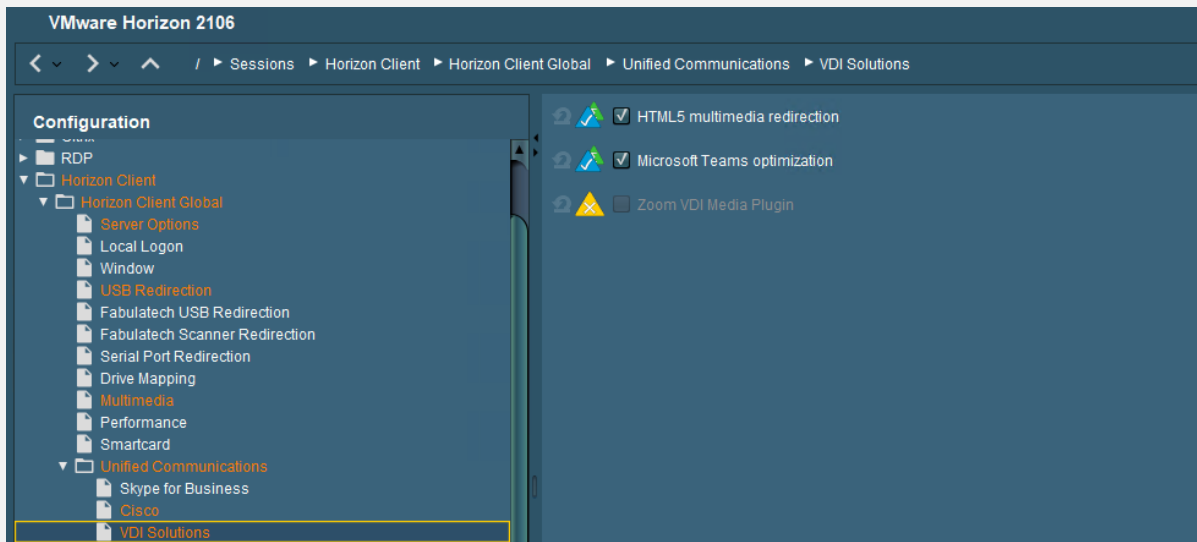 VMware Horizon 2106
/ Sessions Horizon Client Horizon Client Global Unified Communications VDI Solutions
Configuration
RDP
Horizon Client
Horizon Client Global
Server Options
Local Logon
Window
USB Redirection
Fabulatech USB Redirection
Fabulatech Scanner Redirection
Serial Port Redirection
Drive Mapping
Multimedia
Performance
Smartcard
Unified Communications
Skype for Business
Cisco
VDI Solutions
HTML5 multimedia redirection
Microsoft Teams optimization
Zoom VDI Media Plugin